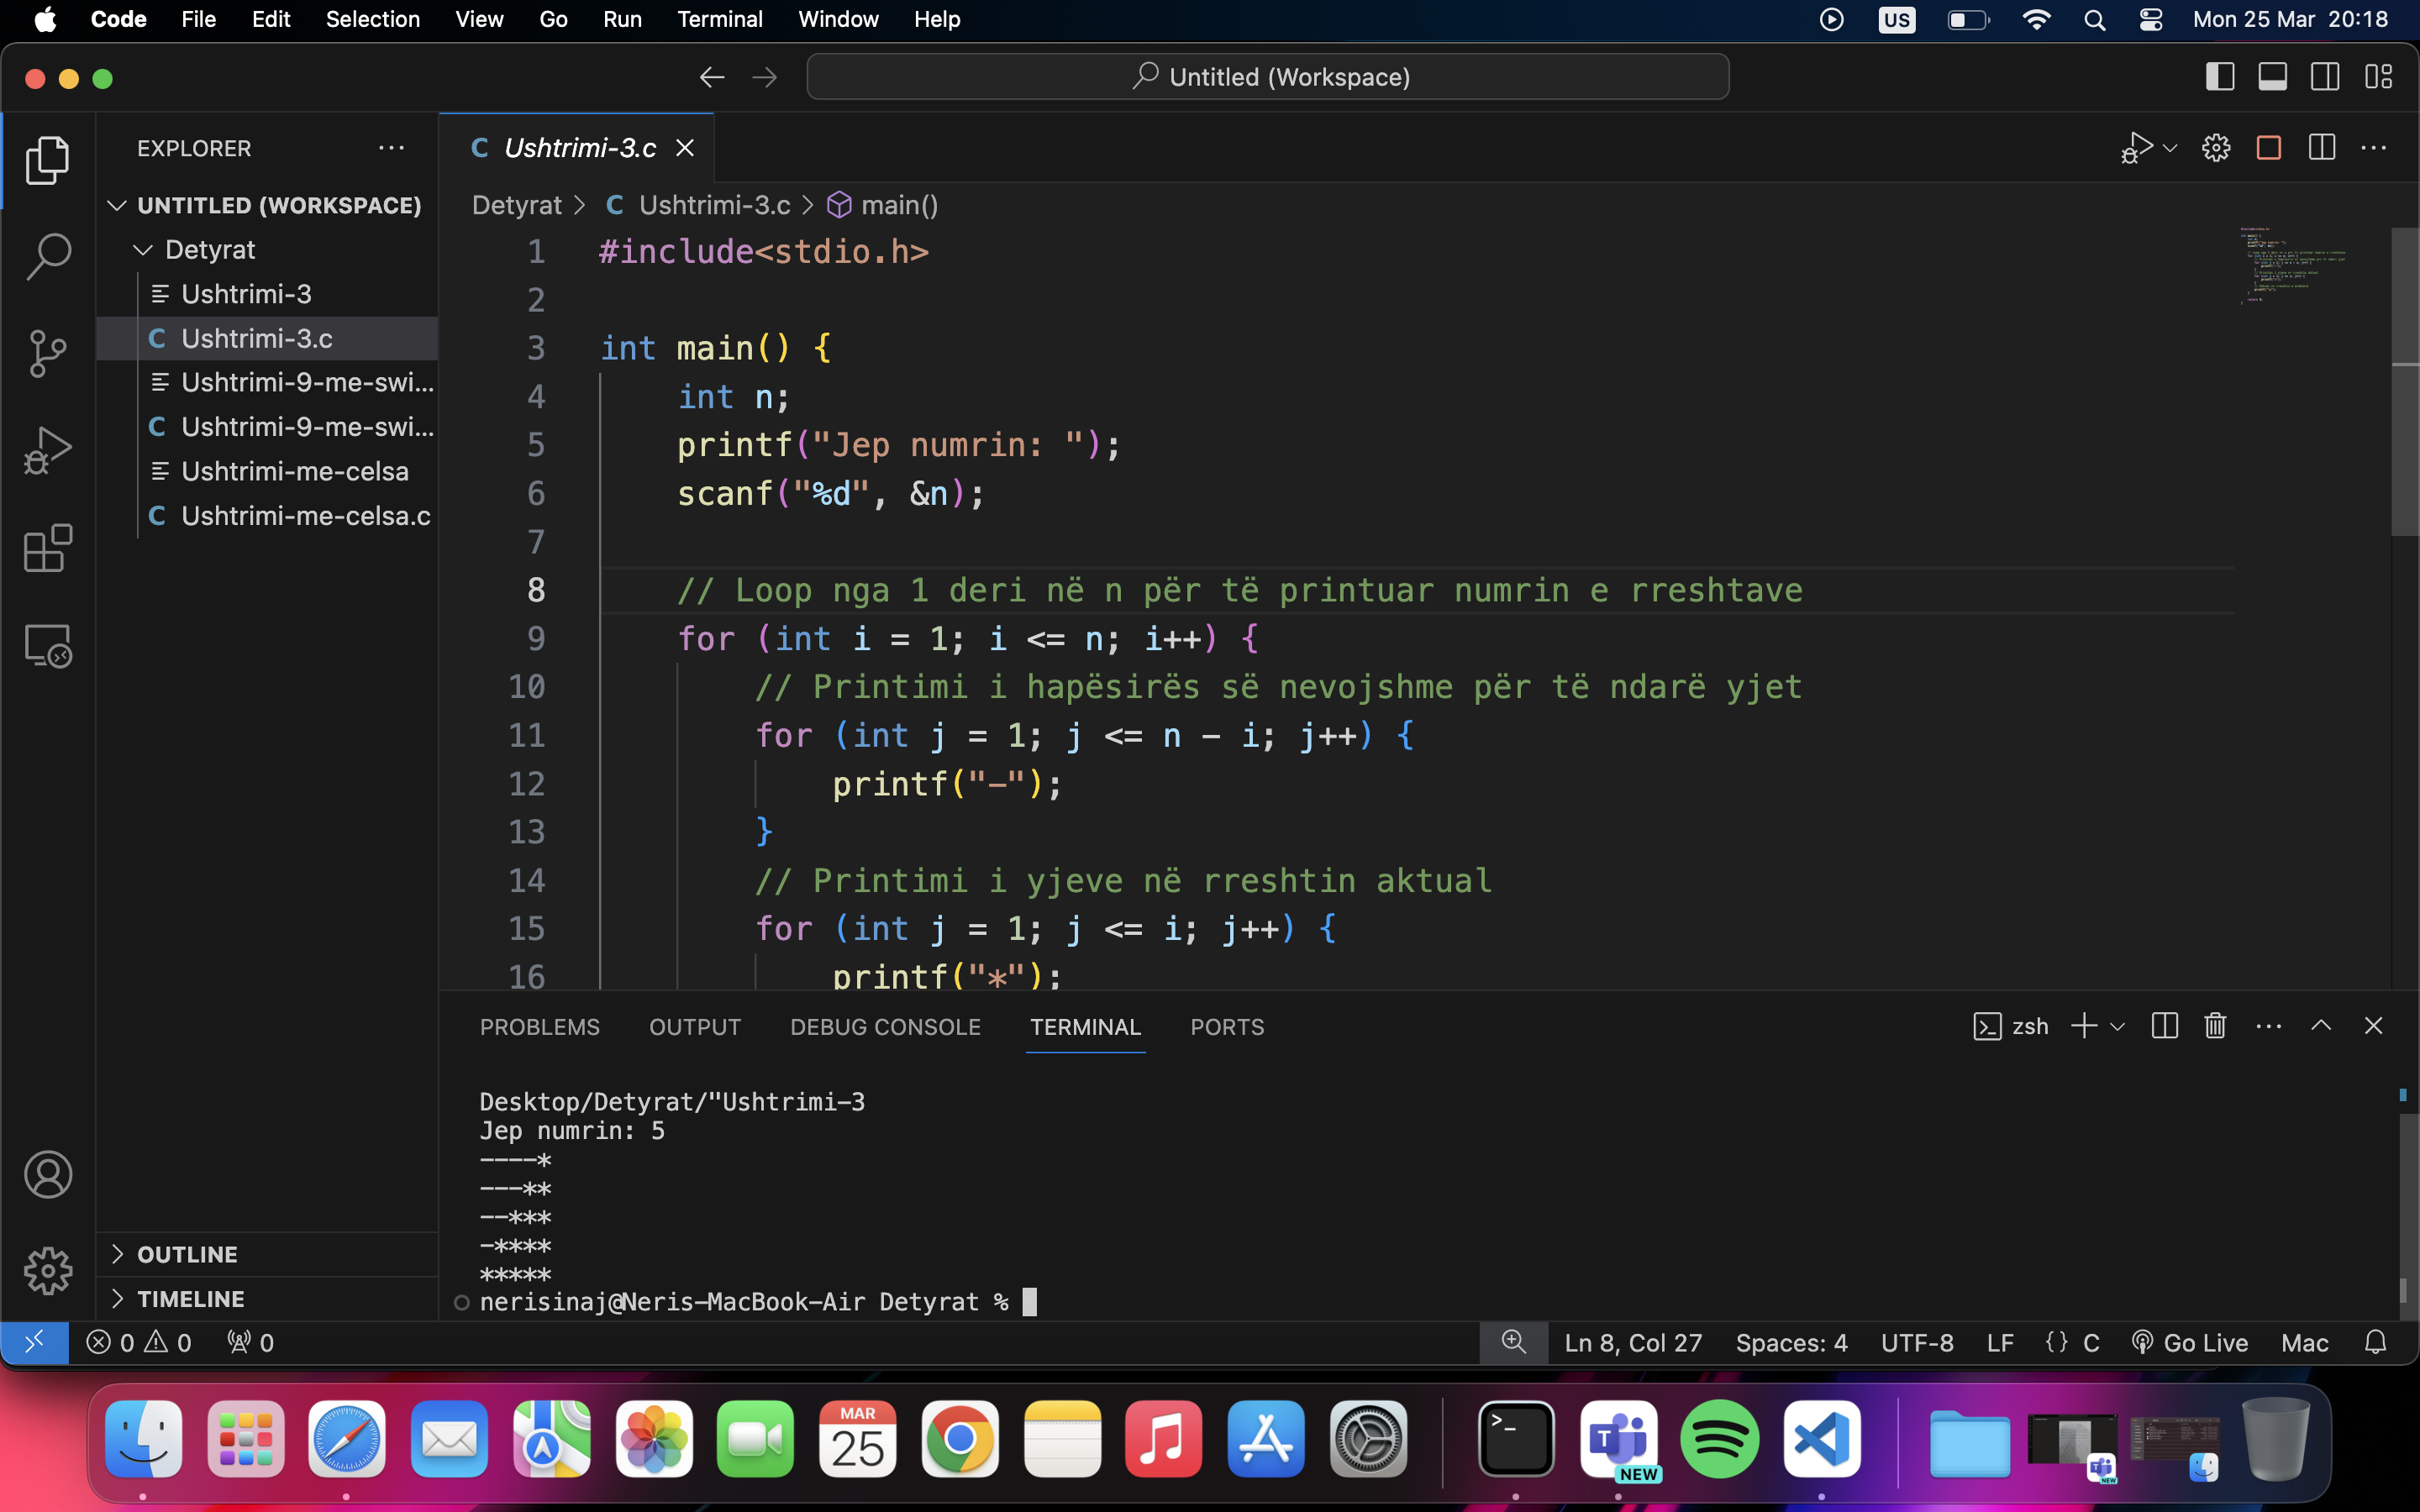 Code File Edit Selection View Go Run Terminal Window Help US Mon 25 Mar 20:18
Untitled (Workspace)
EXPLORER
UNTITLED (WORKSPACE)
Detyrat
Ushtrimi-3
Ushtrimi-3.c
Ushtrimi-9-me-swi...
Ushtrimi-9-me-swi...
Ushtrimi-me-celsa
Ushtrimi-me-celsa.c
OUTLINE
TIMELINE
C Ushtrimi-3.c
Detyrat > C Ushtrimi-3.c > main()
1 #include<stdio.h>
2
3 int main() {
4 int n;
5 printf("Jep numrin: ");
6 scanf("%d", &n);
7
8 // Loop nga 1 deri në n për të printuar numrin e rreshtave
9 for (int i = 1; i <= n; i++) {
10 // Printimi i hapësirës së nevojshme për të ndarë yjet
11 for (int j = 1; j <= n - i; j++) {
12 printf("-");
13 }
14 // Printimi i yjeve në rreshtin aktual
15 for (int j = 1; j <= i; j++) {
16 printf("*");
PROBLEMS OUTPUT DEBUG CONSOLE TERMINAL PORTS zsh
Desktop/Detyrat/"Ushtrimi-3
Jep numrin: 5
----*
---**
--***
-****
*****
nerisinaj@Neris-MacBook-Air Detyrat %
0 0 0 Ln 8, Col 27 Spaces: 4 UTF-8 LF {} C Go Live Mac
MAR
25
>_
T
NEW